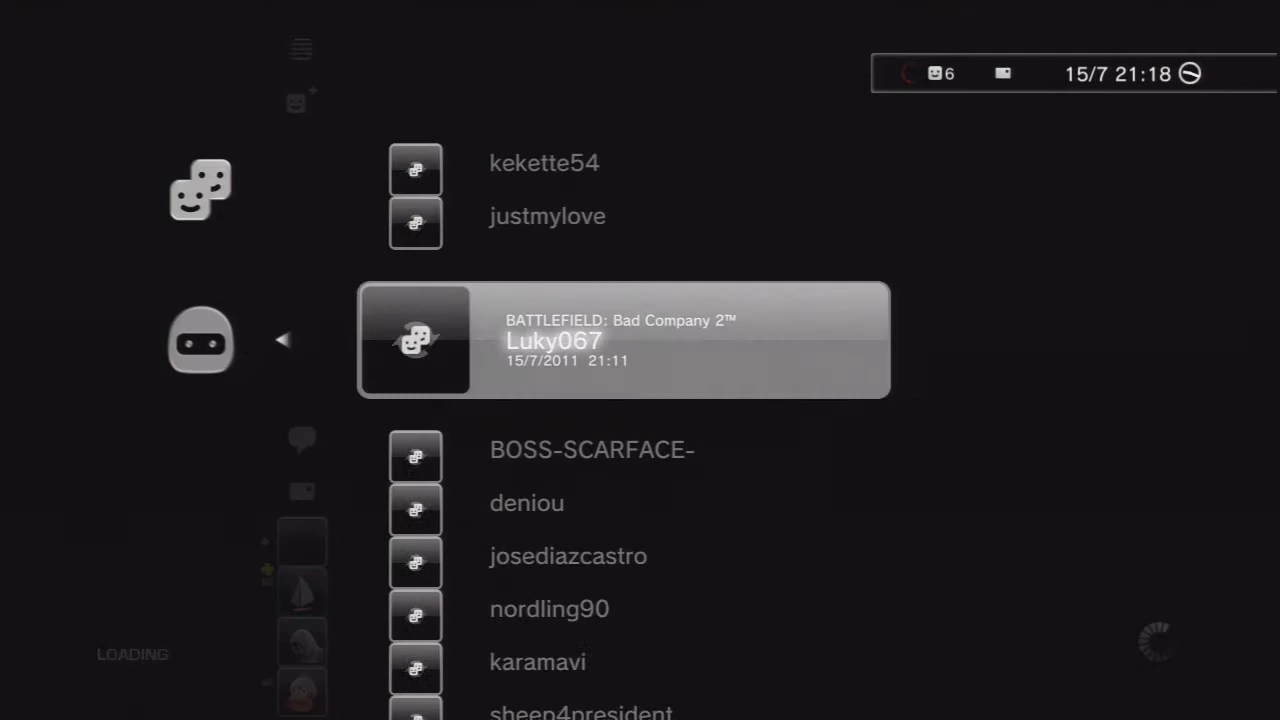 6 15/7 21:18
kekette54
justmylove
BATTLEFIELD: Bad Company 2™
Luky067
15/7/2011 21:11
BOSS-SCARFACE-
deniou
josediazcastro
nordling90
karamavi
LOADING
sheep4president